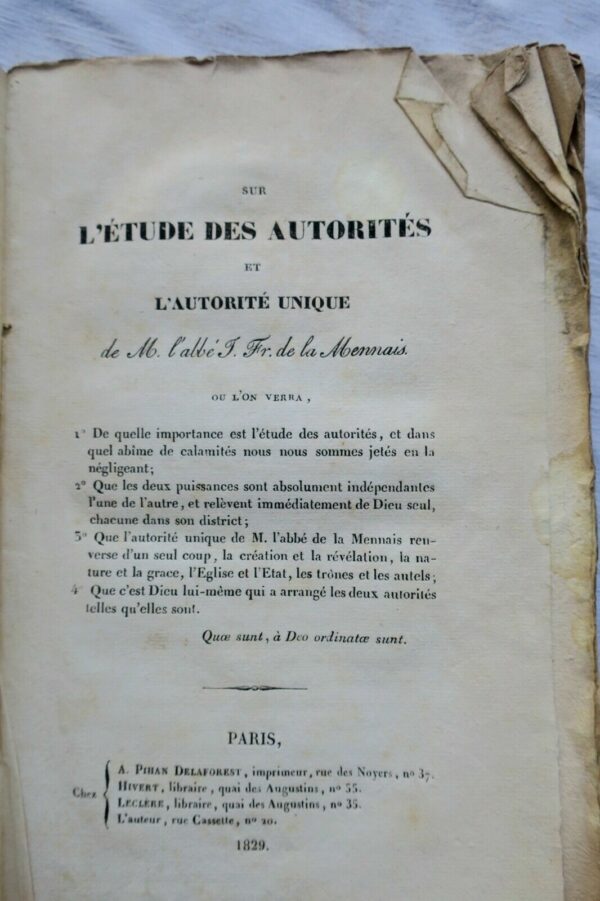 SUR
L'ÉTUDE DES AUTORITÉS
ET
L'AUTORITÉ UNIQUE
de M. l'abbé J. Fr. de la Mennais.
OU L'ON VERRA,
1° De quelle importance est l'étude des autorités, et dans
quel abîme de calamités nous nous sommes jetés en la
négligeant;
2° Que les deux puissances sont absolument indépendantes
l'une de l'autre, et relèvent immédiatement de Dieu seul,
chacune dans son district;
3° Que l'autorité unique de M. l'abbé de la Mennais ren-
verse d'un seul coup, la création et la révélation, la na-
ture et la grace, l'Eglise et l'Etat, les trônes et les autels;
4° Que c'est Dieu lui-même qui a arrangé les deux autorités
telles qu'elles sont.
Quæ sunt, à Deo ordinatæ sunt.
PARIS,
Chez
A. PIHAN DELAFOREST, imprimeur, rue des Noyers, n° 37.
HIVERT, libraire, quai des Augustins, n° 55.
LECLÈRE, libraire, quai des Augustins, n° 35.
L'auteur, rue Cassette, n° 20.
1829.